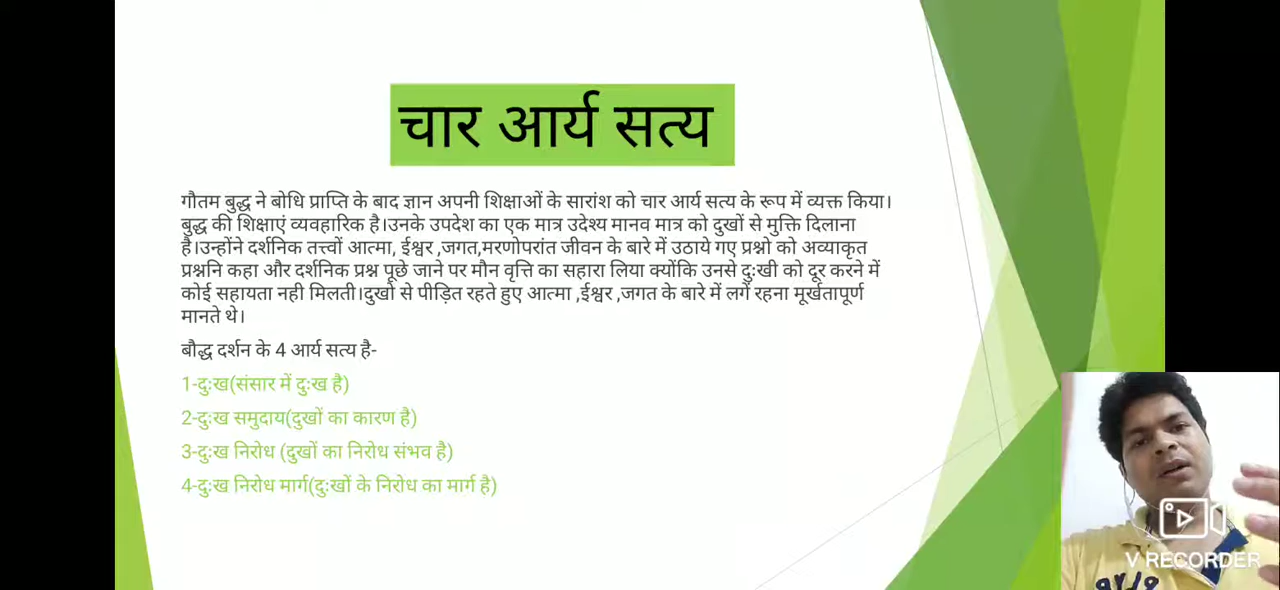 चार आर्य सत्य
गौतम बुद्ध ने बोधि प्राप्ति के बाद ज्ञान अपनी शिक्षाओं के सारांश को चार आर्य सत्य के रूप में व्यक्त किया।
बुद्ध की शिक्षाएं व्यवहारिक है।उनके उपदेश का एक मात्र उदेश्य मानव मात्र को दुखों से मुक्ति दिलाना
है।उन्होंने दर्शनिक तत्त्वों आत्मा, ईश्वर ,जगत,मरणोपरांत जीवन के बारे में उठाये गए प्रश्नो को अव्याकृत
प्रश्ननि कहा और दर्शनिक प्रश्न पूछे जाने पर मौन वृत्ति का सहारा लिया क्योंकि उनसे दुःखी को दूर करने में
कोई सहायता नही मिलती।दुखो से पीड़ित रहते हुए आत्मा ,ईश्वर ,जगत के बारे में लगें रहना मूर्खतापूर्ण
मानते थे।
बौद्ध दर्शन के 4 आर्य सत्य है-
1-दुःख(संसार में दुःख है)
2-दुःख समुदाय(दुखों का कारण है)
3-दुःख निरोध (दुखों का निरोध संभव है)
4-दुःख निरोध मार्ग(दुःखों के निरोध का मार्ग है)
V RECORDER